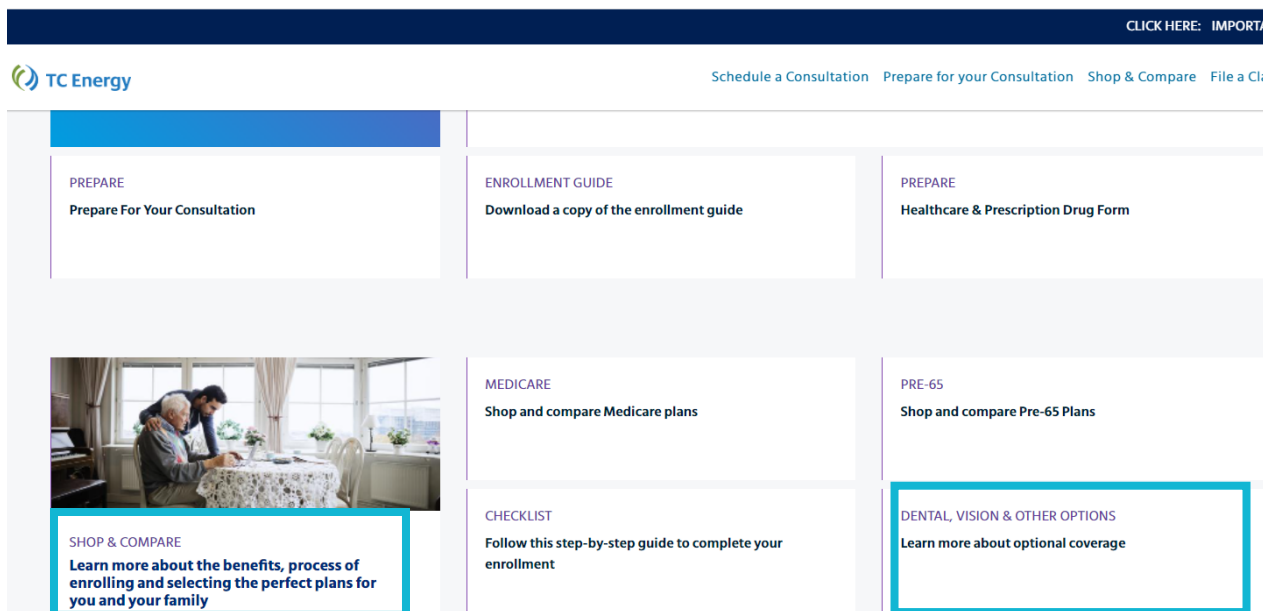 CLICK HERE: IMPORTA
TC Energy
Schedule a Consultation Prepare for your Consultation Shop & Compare File a Cla
PREPARE
Prepare For Your Consultation
ENROLLMENT GUIDE
Download a copy of the enrollment guide
PREPARE
Healthcare & Prescription Drug Form
MEDICARE
Shop and compare Medicare plans
PRE-65
Shop and compare Pre-65 Plans
SHOP & COMPARE
Learn more about the benefits, process of
enrolling and selecting the perfect plans for
you and your family
CHECKLIST
Follow this step-by-step guide to complete your
enrollment
DENTAL, VISION & OTHER OPTIONS
Learn more about optional coverage